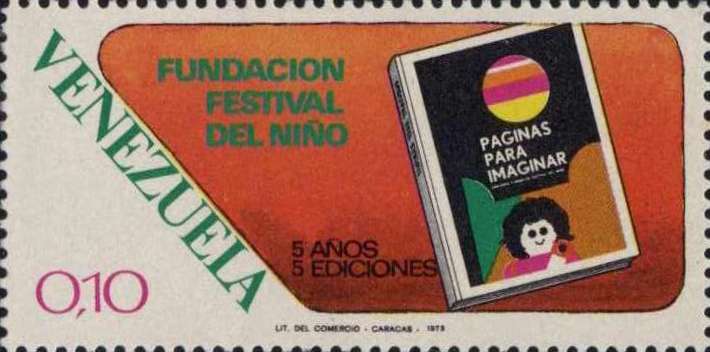 VENEZUELA
FUNDACION
FESTIVAL
DEL NIÑO
PAGINAS
PARA
IMAGINAR
5 AÑOS
5 EDICIONES
0,10
LIT. DEL COMERCIO - CARACAS - 1973